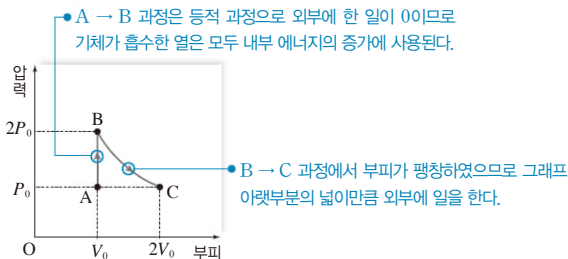 A → B 과정은 등적 과정으로 외부에 한 일이 0이므로
기체가 흡수한 열은 모두 내부 에너지의 증가에 사용된다.
압력
B
2P₀
B → C 과정에서 부피가 팽창하였으므로 그래프
아랫부분의 넓이만큼 외부에 일을 한다.
P₀
A
C
O
V₀
2V₀
부피